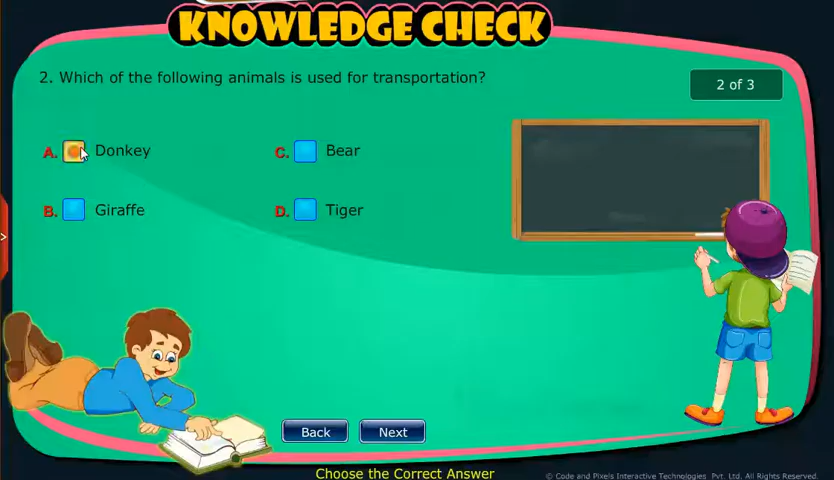 KNOWLEDGE CHECK
2. Which of the following animals is used for transportation?
2 of 3
A. Donkey
C. Bear
B. Giraffe
D. Tiger
Back
Next
Choose the Correct Answer
© Code and Pixels Interactive Technologies Pvt. Ltd. All Rights Reserved.